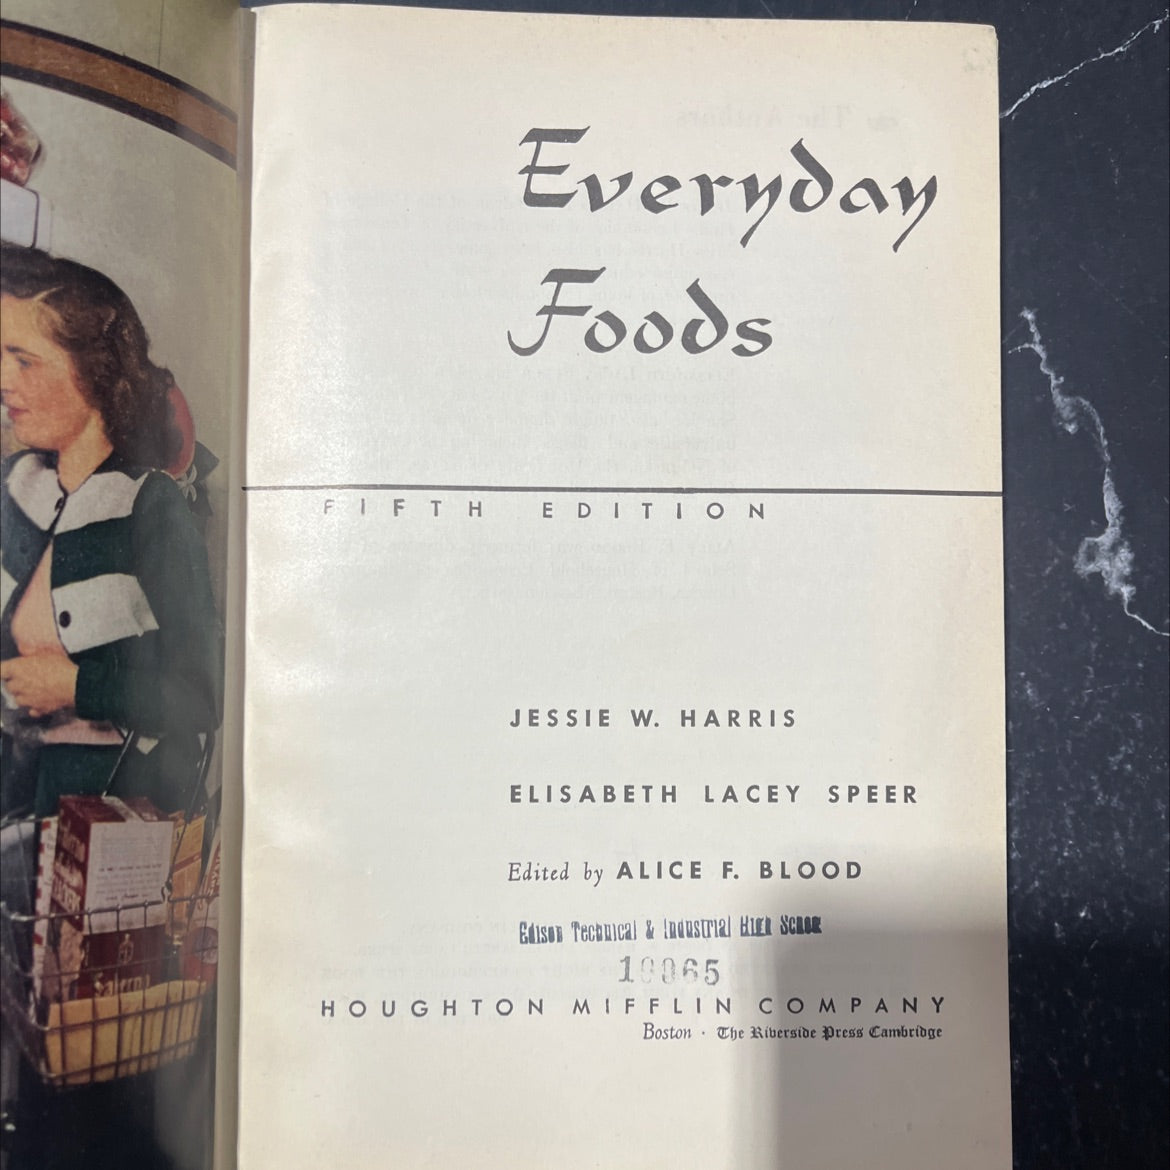 Everyday
Foods
FIFTH EDITION
JESSIE W. HARRIS
ELISABETH LACEY SPEER
Edited by ALICE F. BLOOD
Edison Technical & Industrial High School
HOUGHTON MIFFLIN COMPANY
Boston · The Riverside Press Cambridge